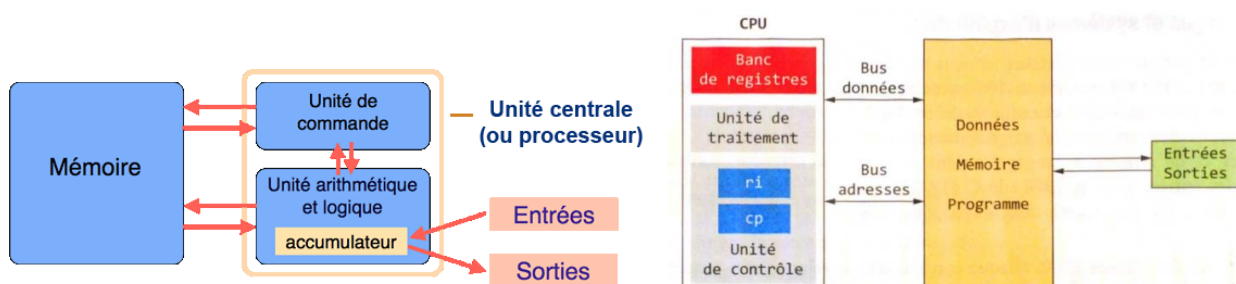 Mémoire
Unité de
commande
Unité arithmétique
et logique
accumulateur
Unité centrale
(ou processeur)
Entrées
Sorties
CPU
Banc
de registres
Unité de
traitement
ri
cp
Unité
de contrôle
Bus
données
Bus
adresses
Données
Mémoire
Programme
Entrées
Sorties